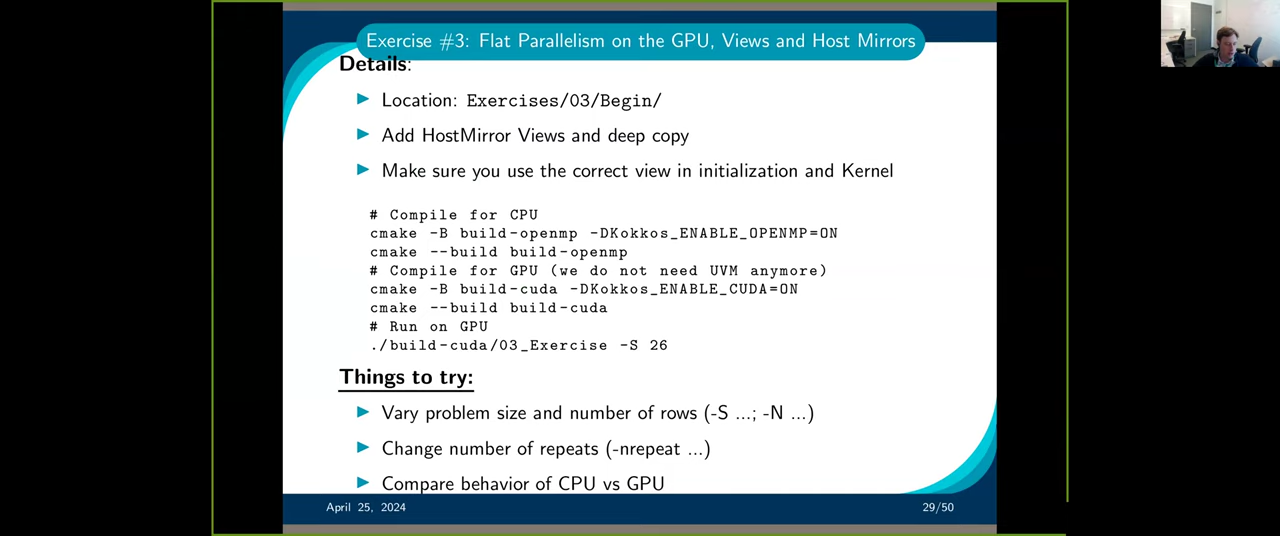 Exercise #3: Flat Parallelism on the GPU, Views and Host Mirrors
Details:
Location: Exercises/03/Begin/
Add HostMirror Views and deep copy
Make sure you use the correct view in initialization and Kernel
# Compile for CPU
cmake -B build-openmp -DKokkos_ENABLE_OPENMP=ON
cmake --build build-openmp
# Compile for GPU (we do not need UVM anymore)
cmake -B build-cuda -DKokkos_ENABLE_CUDA=ON
cmake --build build-cuda
# Run on GPU
./build-cuda/03_Exercise -S 26
Things to try:
Vary problem size and number of rows (-S ...; -N ...)
Change number of repeats (-nrepeat ...)
Compare behavior of CPU vs GPU
April 25, 2024
29/50